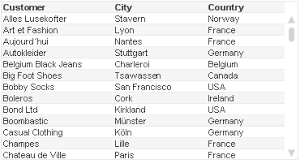 Customer City Country
Alles Lusekofter Stavern Norway
Art et Fashion Lyon France
Aujourd'hui Nantes France
Autokleider Stuttgart Germany
Belgium Black Jeans Charleroi Belgium
Big Foot Shoes Tsawassen Canada
Bobby Socks San Francisco USA
Boleros Cork Ireland
Bond Ltd Kirkland USA
Boombastic Münster Germany
Casual Clothing Köln Germany
Champes Lille France
Chateau de Ville Paris France